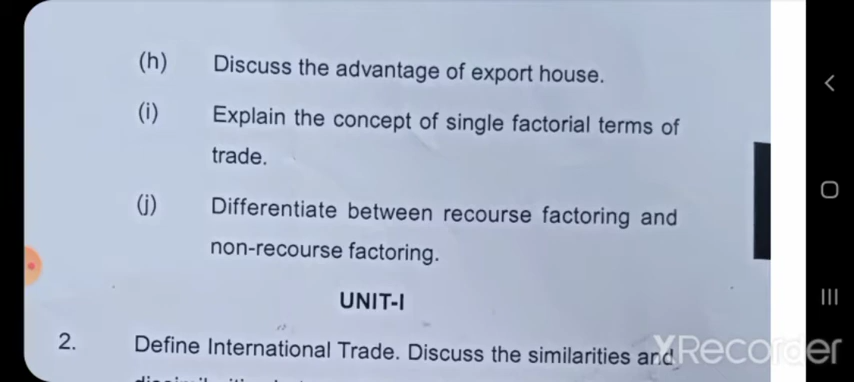 (h) Discuss the advantage of export house.
(i) Explain the concept of single factorial terms of
trade.
(j) Differentiate between recourse factoring and
non-recourse factoring.
UNIT-I
2. Define International Trade. Discuss the similarities and
XRecorder